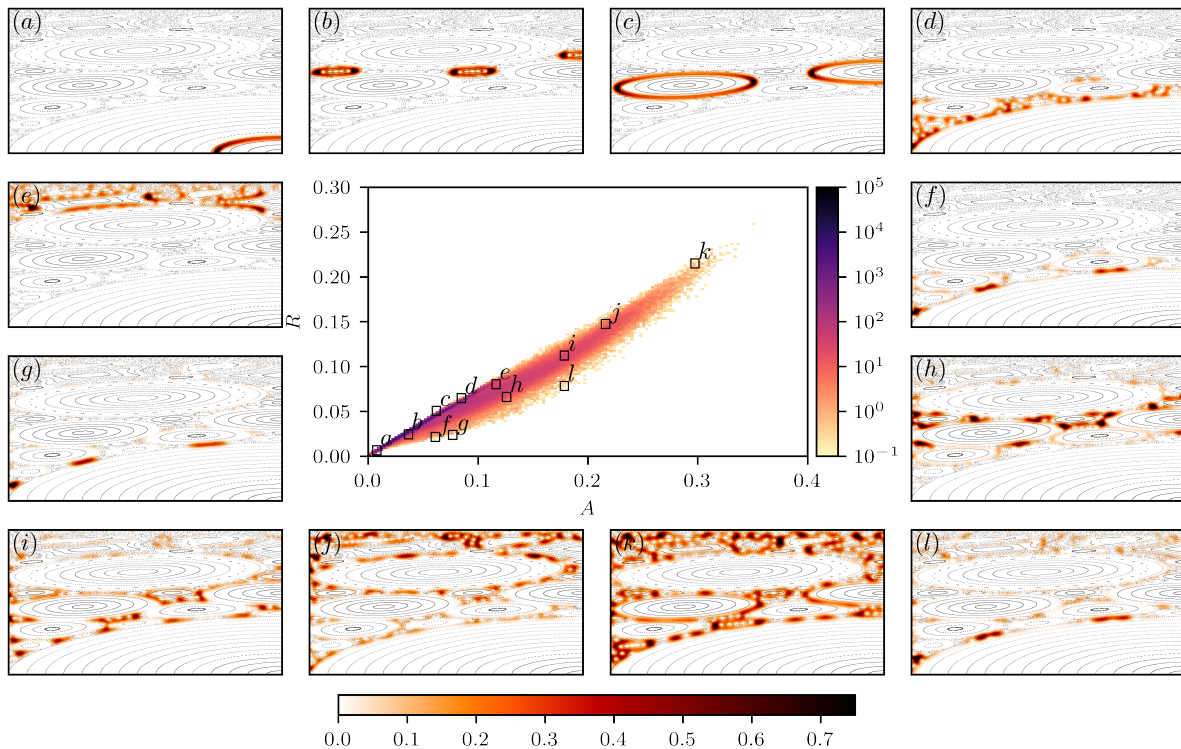 (a) (b) (c) (d)
(e) (f)
(g) (h)
(i) (j) (k) (l)
0.30
0.25
0.20
0.15
0.10
0.05
0.00
R
0.0 0.1 0.2 0.3 0.4
A
a b c d e f g h i j k l
10^5
10^4
10^3
10^2
10^1
10^0
10^−1
0.0 0.1 0.2 0.3 0.4 0.5 0.6 0.7